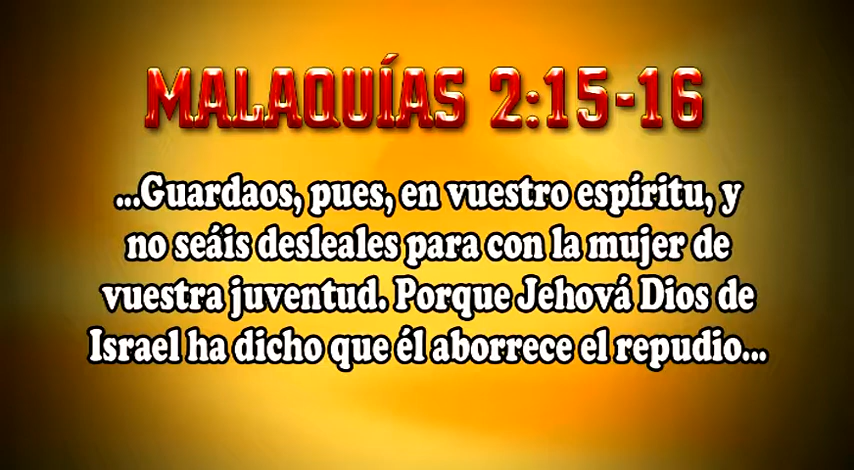 MALAQUÍAS 2:15-16
...Guardaos, pues, en vuestro espíritu, y
no seáis desleales para con la mujer de
vuestra juventud. Porque Jehová Dios de
Israel ha dicho que él aborrece el repudio...